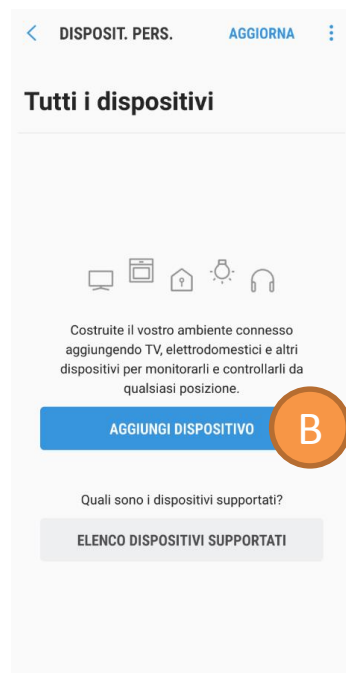 DISPOSIT. PERS. AGGIORNA
Tutti i dispositivi
Costruite il vostro ambiente connesso
aggiungendo TV, elettrodomestici e altri
dispositivi per monitorarli e controllarli da
qualsiasi posizione.
AGGIUNGI DISPOSITIVO B
Quali sono i dispositivi supportati?
ELENCO DISPOSITIVI SUPPORTATI